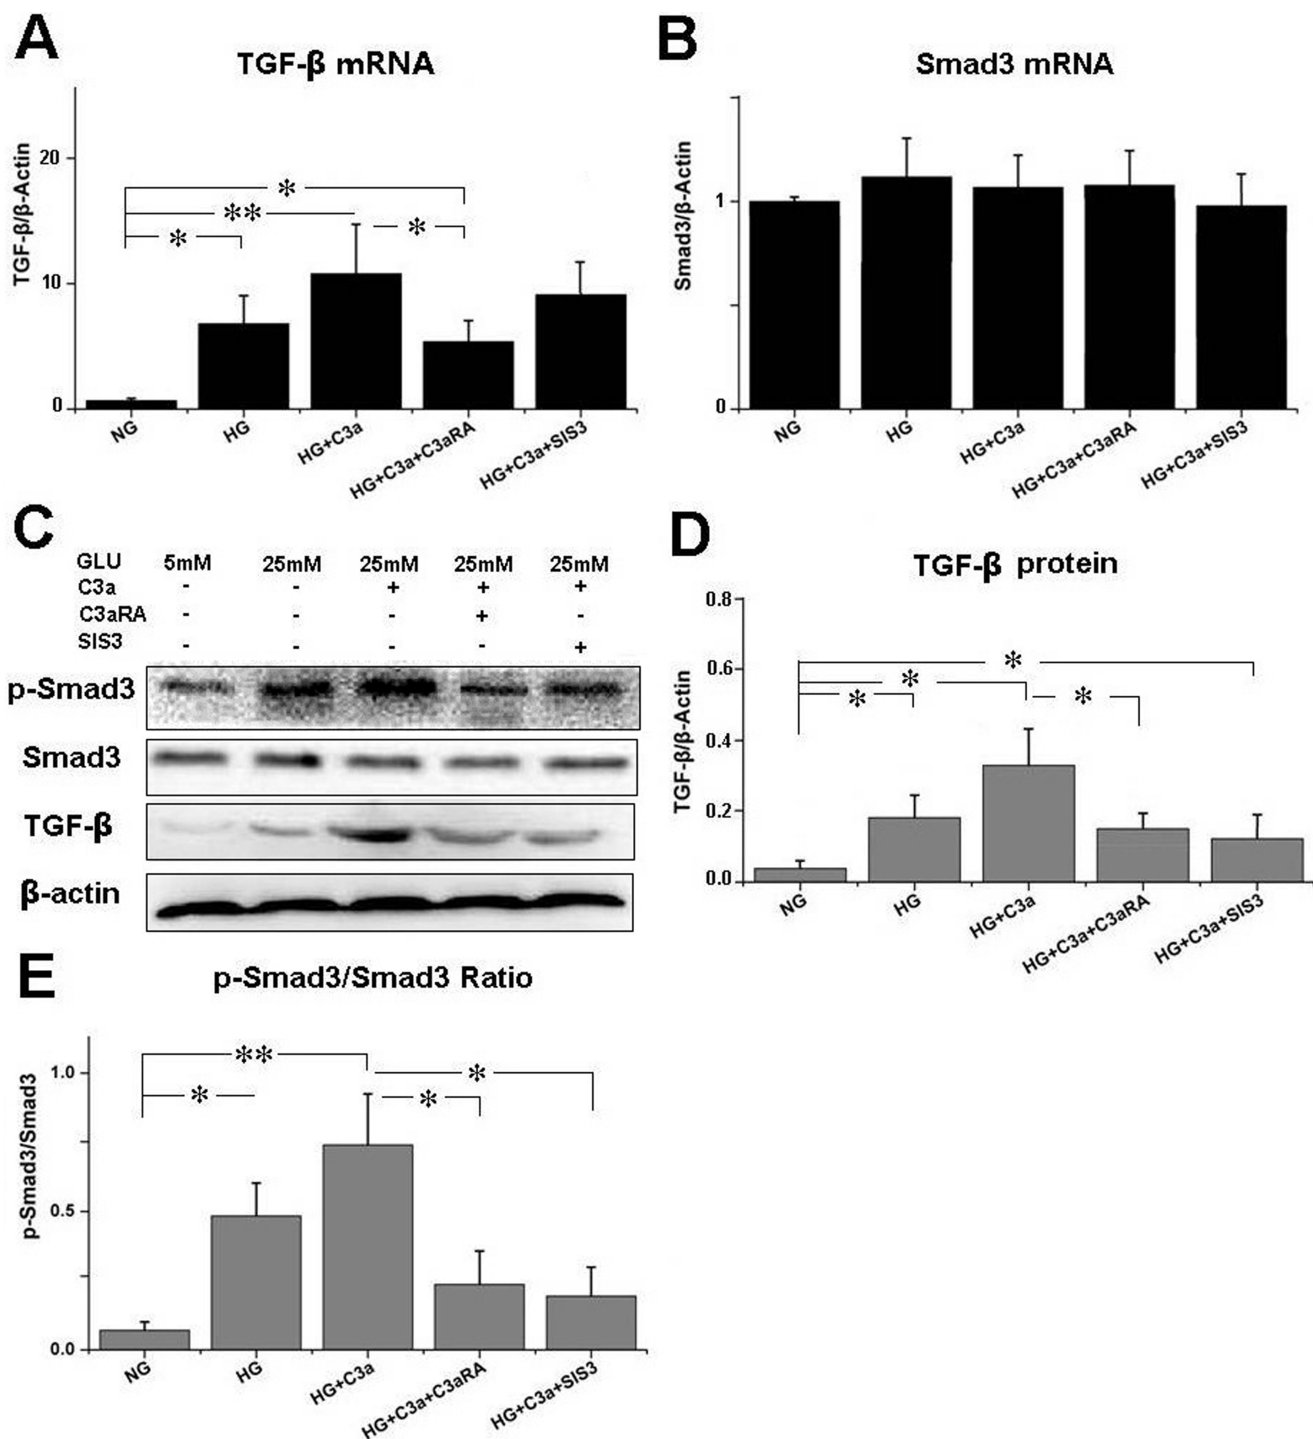 A
TGF-β mRNA
TGF-β/β-Actin
20
10
0
*
**
*
*
NG
HG
HG+C3a
HG+C3a+C3aRA
HG+C3a+SIS3
B
Smad3 mRNA
Smad3/β-Actin
1
0
NG
HG
HG+C3a
HG+C3a+C3aRA
HG+C3a+SIS3
C
GLU 5mM 25mM 25mM 25mM 25mM
C3a - - + + +
C3aRA - - - + -
SIS3 - - - - +
p-Smad3
Smad3
TGF-β
β-actin
D
TGF-β protein
TGF-β/β-Actin
0.8
0.6
0.4
0.2
0.0
*
*
*
*
NG
HG
HG+C3a
HG+C3a+C3aRA
HG+C3a+SIS3
E
p-Smad3/Smad3 Ratio
p-Smad3/Smad3
1.0
0.5
0.0
**
*
*
*
NG
HG
HG+C3a
HG+C3a+C3aRA
HG+C3a+SIS3